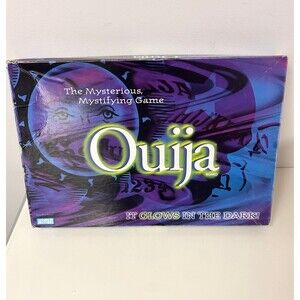 The Mysterious,
Mystifying Game
Ouija
IT GLOWS IN THE DARK!